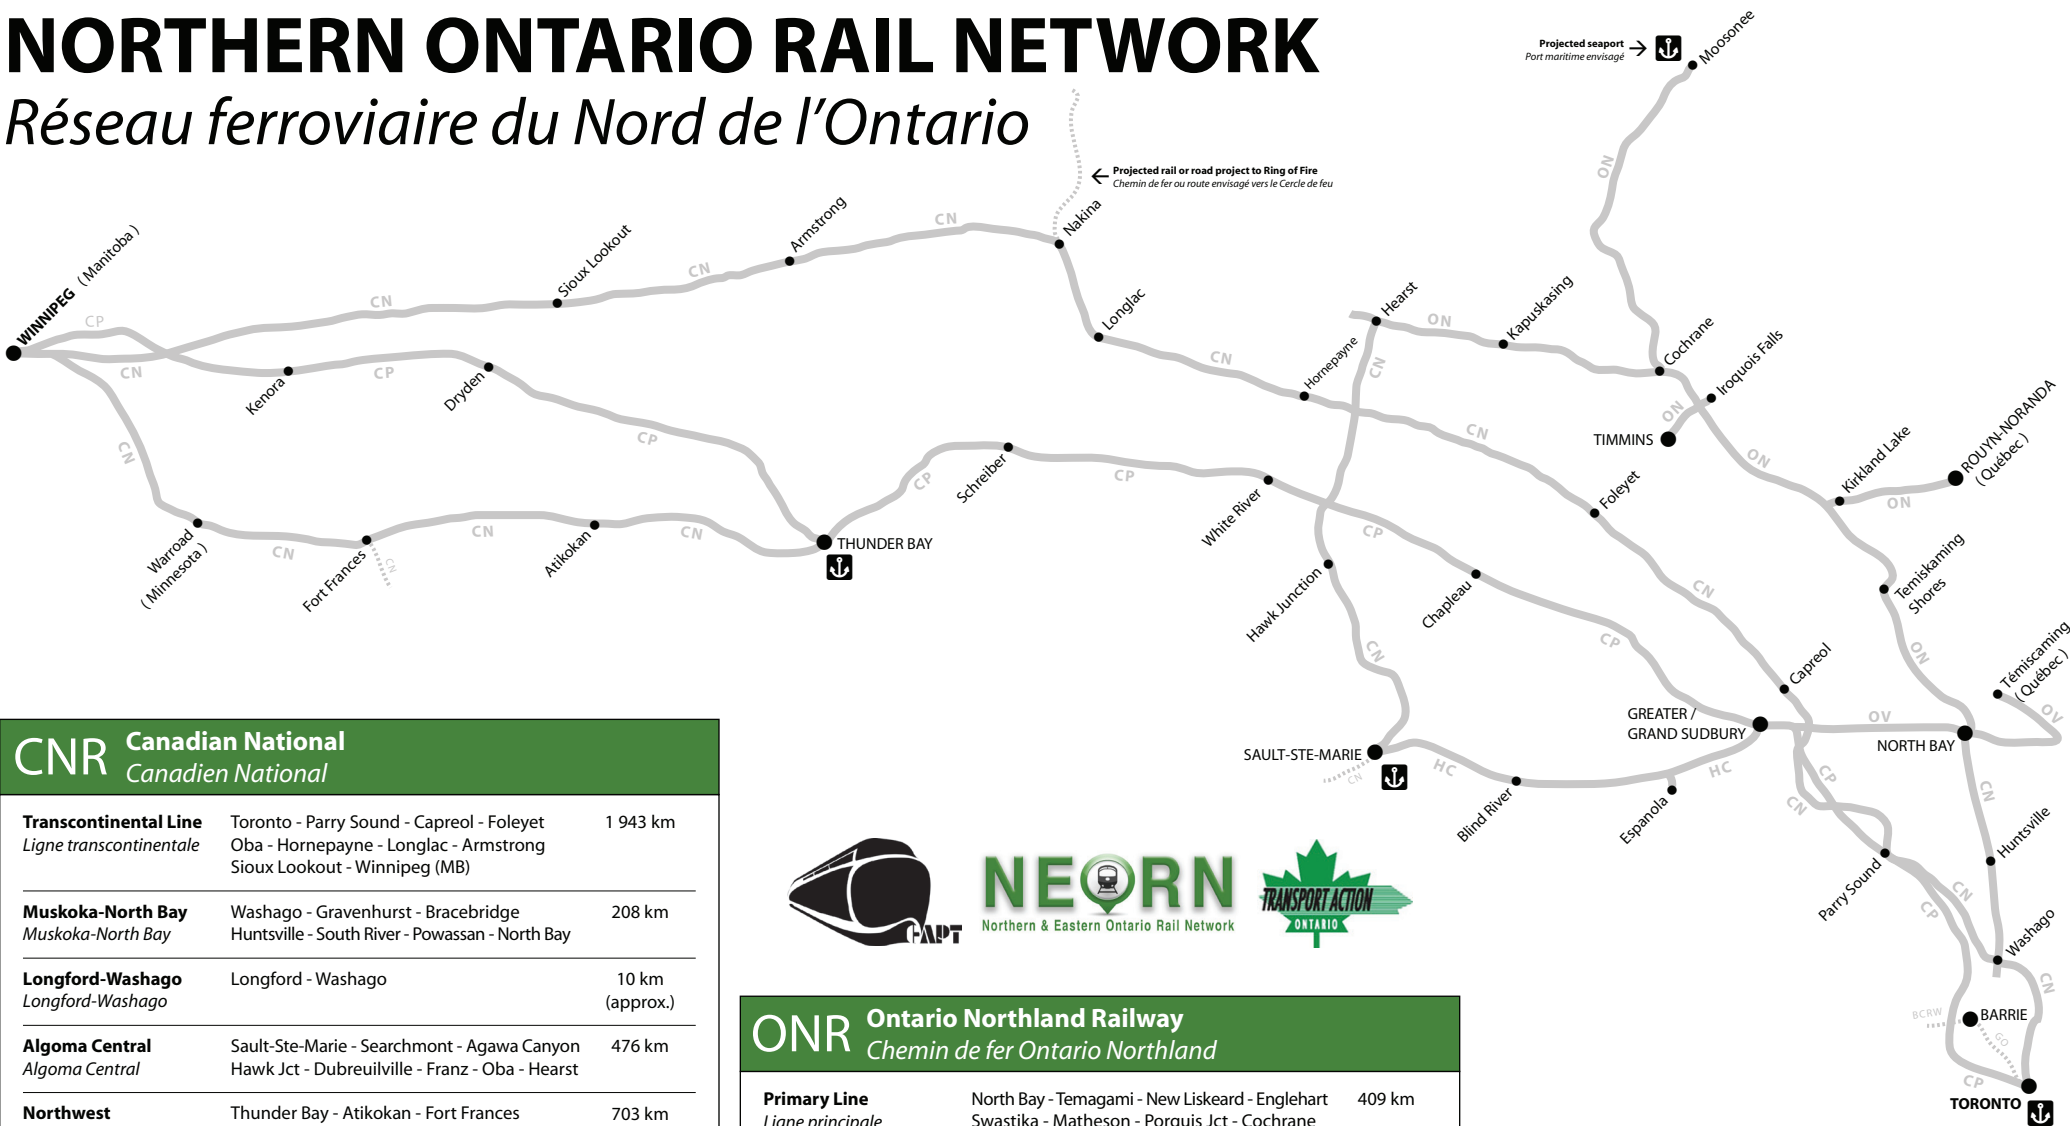 NORTHERN ONTARIO RAIL NETWORK
Réseau ferroviaire du Nord de l'Ontario
Projected seaport
Port maritime envisagé
Moosonee
ON
Projected rail or road project to Ring of Fire
Chemin de fer ou route envisagé vers le Cercle de feu
WINNIPEG ( Manitoba )
CP
CN
CN
Sioux Lookout
CN
Armstrong
CN
Nakina
Longlac
CN
Hornepayne
Hearst
CN
ON
Kapuskasing
Cochrane
Iroquois Falls
ON
TIMMINS
ON
Kirkland Lake
ON
ROUYN-NORANDA
( Québec )
Kenora
CP
Dryden
CP
CN
Warroad
( Minnesota )
CN
Fort Frances
CN
CN
Atikokan
CN
THUNDER BAY
CP
Schreiber
CP
White River
CP
CN
Foleyet
CN
Hawk Junction
Chapleau
CP
CN
Capreol
Temiskaming
Shores
ON
Témiscaming
( Québec )
OV
GREATER /
GRAND SUDBURY
OV
NORTH BAY
SAULT-STE-MARIE
CN
HC
Blind River
HC
Espanola
CP
CN
CN
Huntsville
Parry Sound
CN
CP
Washago
CN
BCRW
BARRIE
GO
CP
TORONTO
CAPT
NEORN
Northern & Eastern Ontario Rail Network
TRANSPORT ACTION
ONTARIO
CNR
Canadian National
Canadien National
Transcontinental Line Toronto - Parry Sound - Capreol - Foleyet 1 943 km
Ligne transcontinentale Oba - Hornepayne - Longlac - Armstrong
Sioux Lookout - Winnipeg (MB)
Muskoka-North Bay Washago - Gravenhurst - Bracebridge 208 km
Muskoka-North Bay Huntsville - South River - Powassan - North Bay
Longford-Washago Longford - Washago 10 km
Longford-Washago (approx.)
Algoma Central Sault-Ste-Marie - Searchmont - Agawa Canyon 476 km
Algoma Central Hawk Jct - Dubreuilville - Franz - Oba - Hearst
Northwest Thunder Bay - Atikokan - Fort Frances 703 km
ONR
Ontario Northland Railway
Chemin de fer Ontario Northland
Primary Line North Bay - Temagami - New Liskeard - Englehart 409 km
Ligne principale Swastika - Matheson - Porquis Jct - Cochrane